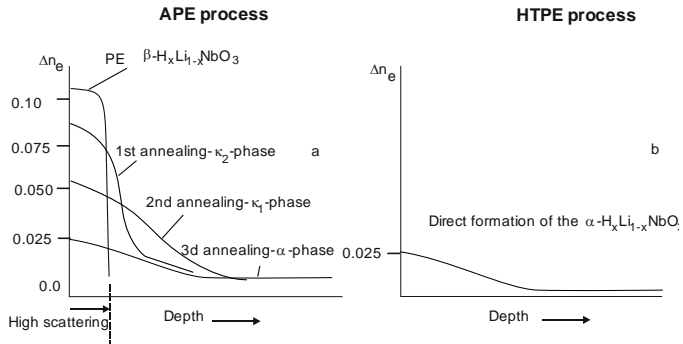 APE process
HTPE process
PE β-HₓLi₁₋ₓNbO₃
Δnₑ
0.10
0.075
0.050
0.025
0.0
1st annealing-κ₂-phase
a
2nd annealing-κ₁-phase
3d annealing-α-phase
High scattering
Depth
Δnₑ
b
Direct formation of the α-HₓLi₁₋ₓNbO₃
0.025
Depth